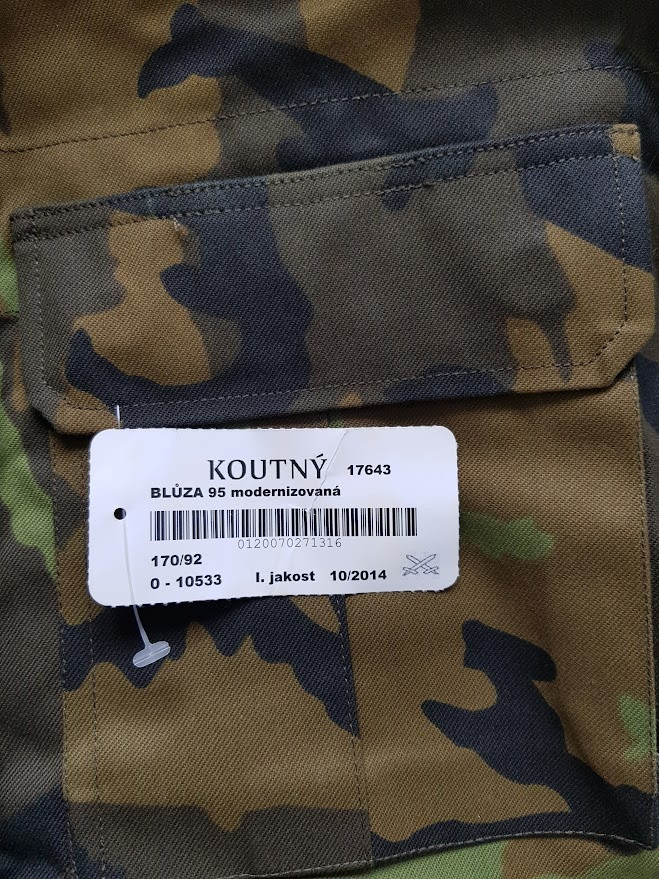 KOUTNÝ 17643
BLŮZA 95 modernizovaná
0120070271316
170/92
0 - 10533 I. jakost 10/2014